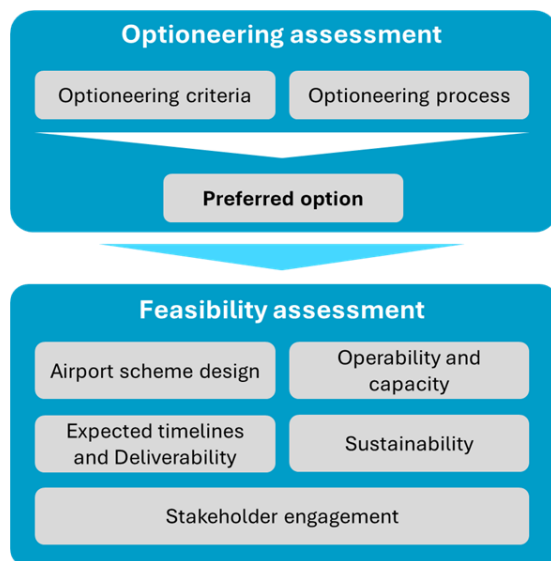 Optioneering assessment
Optioneering criteria
Optioneering process
Preferred option
Feasibility assessment
Airport scheme design
Operability and
capacity
Expected timelines
and Deliverability
Sustainability
Stakeholder engagement